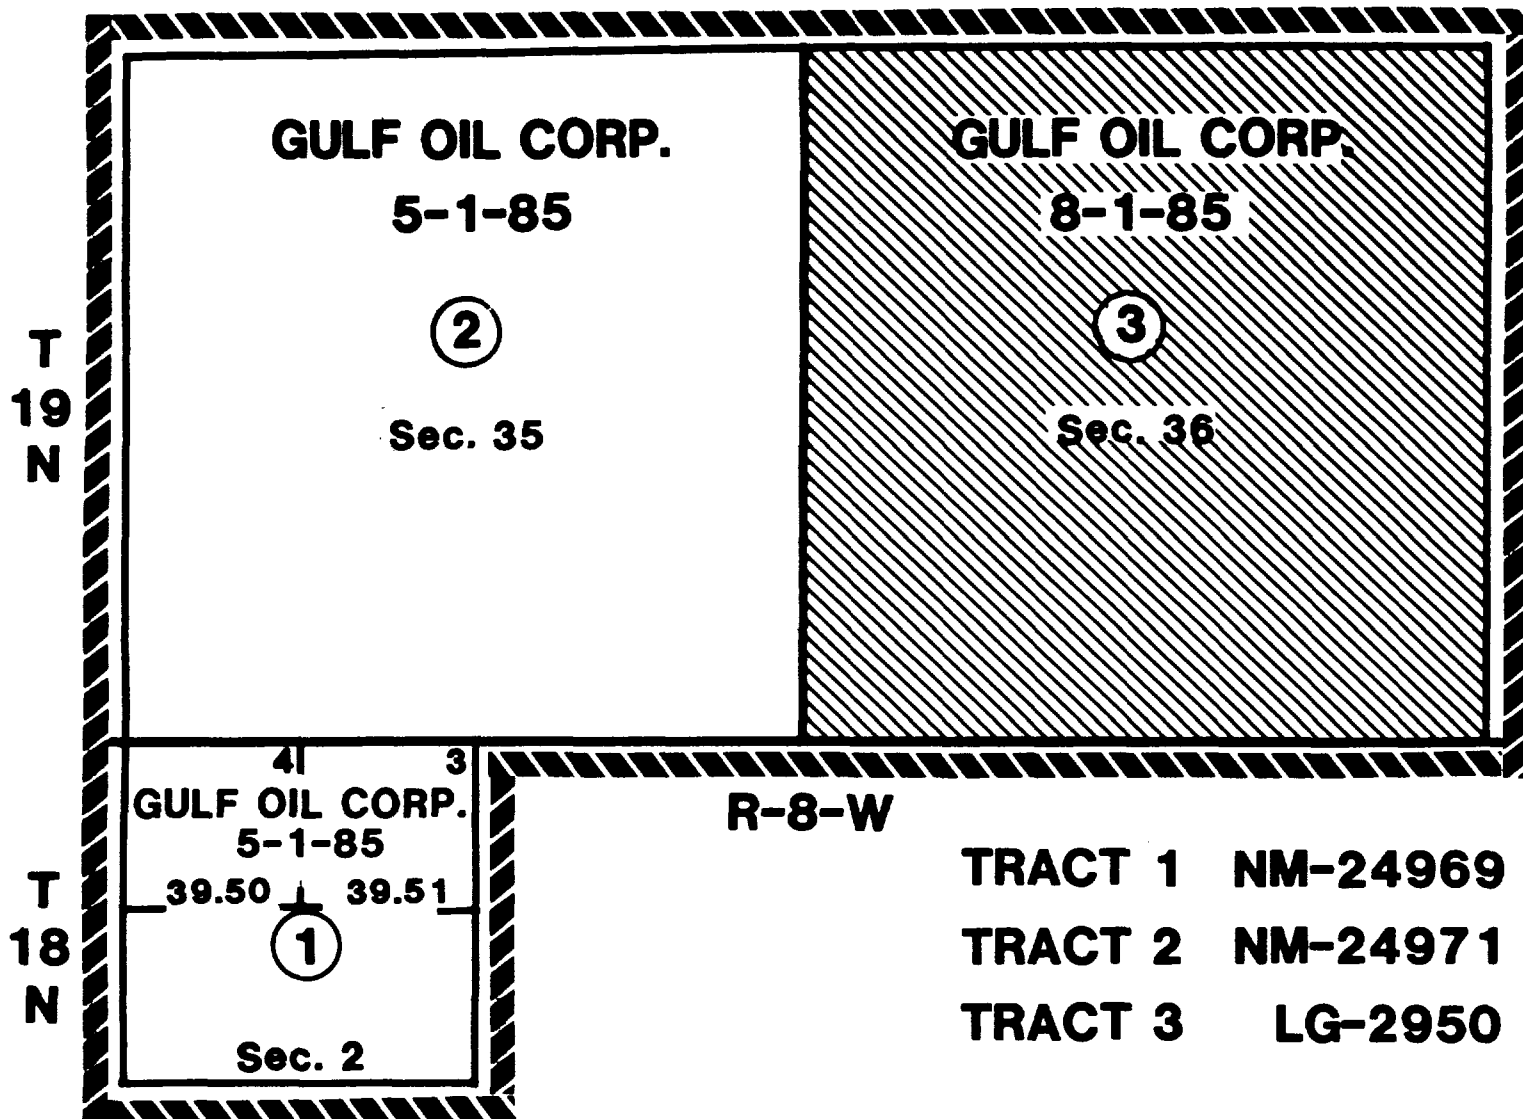 GULF OIL CORP.
5-1-85
2
Sec. 35
GULF OIL CORP.
8-1-85
3
Sec. 36
T
19
N
4 3
GULF OIL CORP.
5-1-85
39.50 39.51
1
Sec. 2
T
18
N
R-8-W
TRACT 1 NM-24969
TRACT 2 NM-24971
TRACT 3 LG-2950